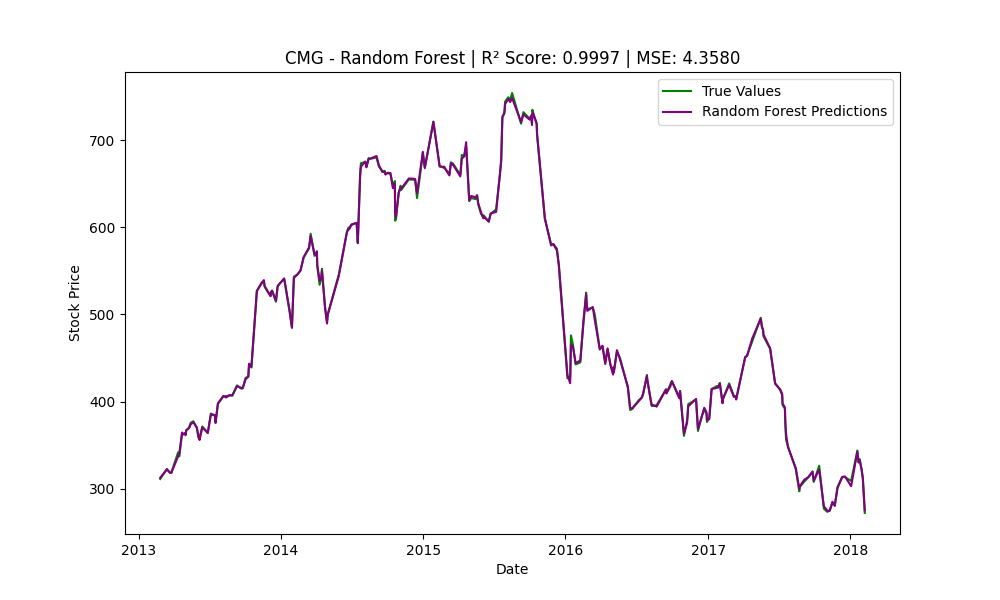 CMG - Random Forest | R² Score: 0.9997 | MSE: 4.3580
True Values
Random Forest Predictions
Stock Price
700
600
500
400
300
2013 2014 2015 2016 2017 2018
Date